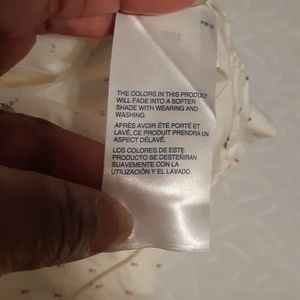 THE COLORS IN THIS PRODUCT
WILL FADE INTO A SOFTER
SHADE WITH WEARING AND
WASHING.
APRÈS AVOIR ÉTÉ PORTÉ ET
LAVÉ, CE PRODUIT PRENDRA UN
ASPECT DÉLAVÉ.
LOS COLORES DE ESTE
PRODUCTO SE DESTEÑIRAN
SUAVEMENTE CON LA
UTILIZACIÓN Y EL LAVADO.